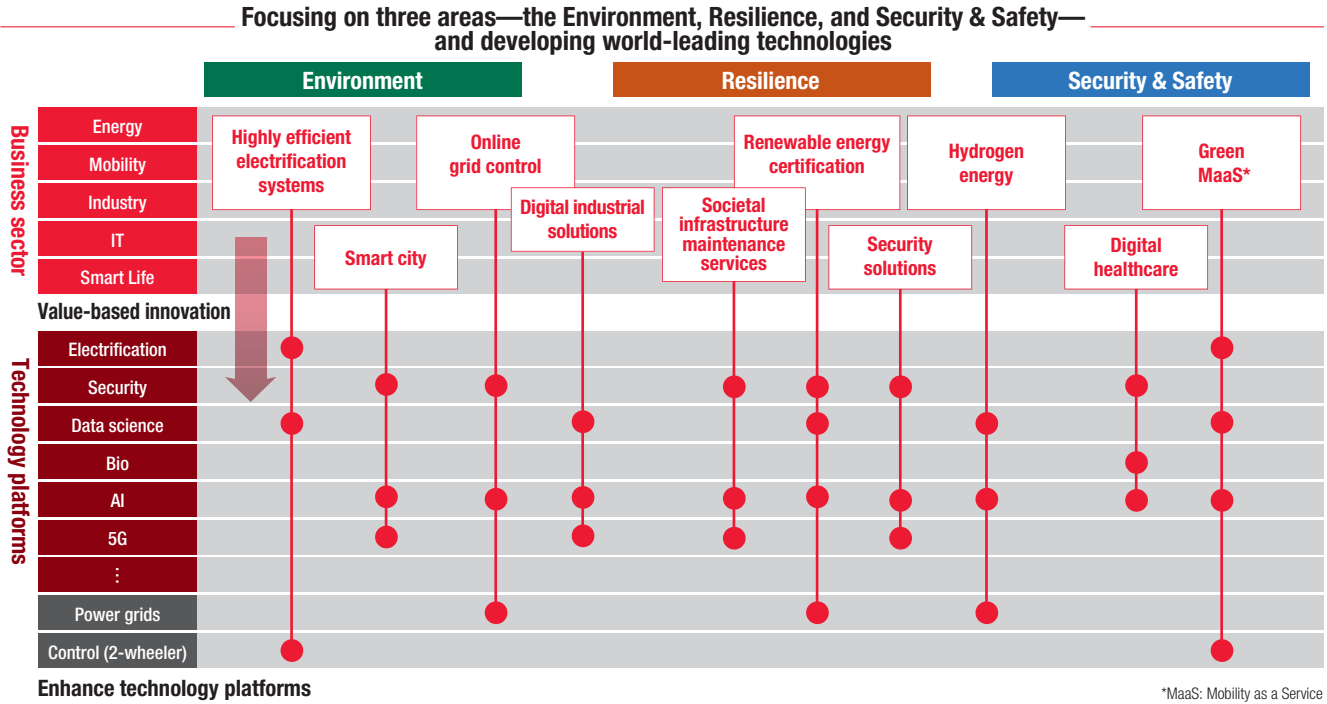 Focusing on three areas—the Environment, Resilience, and Security & Safety—
and developing world-leading technologies
Environment
Resilience
Security & Safety
Business sector
Energy
Mobility
Industry
IT
Smart Life
Highly efficient
electrification
systems
Smart city
Online
grid control
Digital industrial
solutions
Societal
infrastructure
maintenance
services
Renewable energy
certification
Security
solutions
Hydrogen
energy
Digital
healthcare
Green
MaaS*
Value-based innovation
Technology platforms
Electrification
Security
Data science
Bio
AI
5G
⋮
Power grids
Control (2-wheeler)
Enhance technology platforms
*MaaS: Mobility as a Service